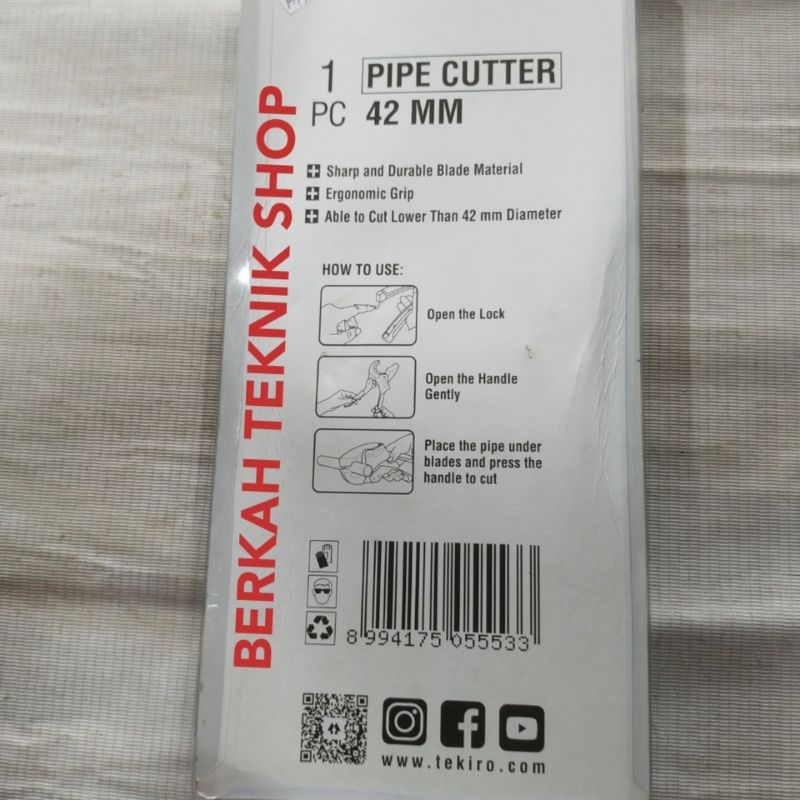 1
PC
PIPE CUTTER
42 MM
Sharp and Durable Blade Material
Ergonomic Grip
Able to Cut Lower Than 42 mm Diameter
HOW TO USE:
Open the Lock
Open the Handle
Gently
Place the pipe under
blades and press the
handle to cut
8 994175 055533
www.tekiro.com
BERKAH TEKNIK SHOP